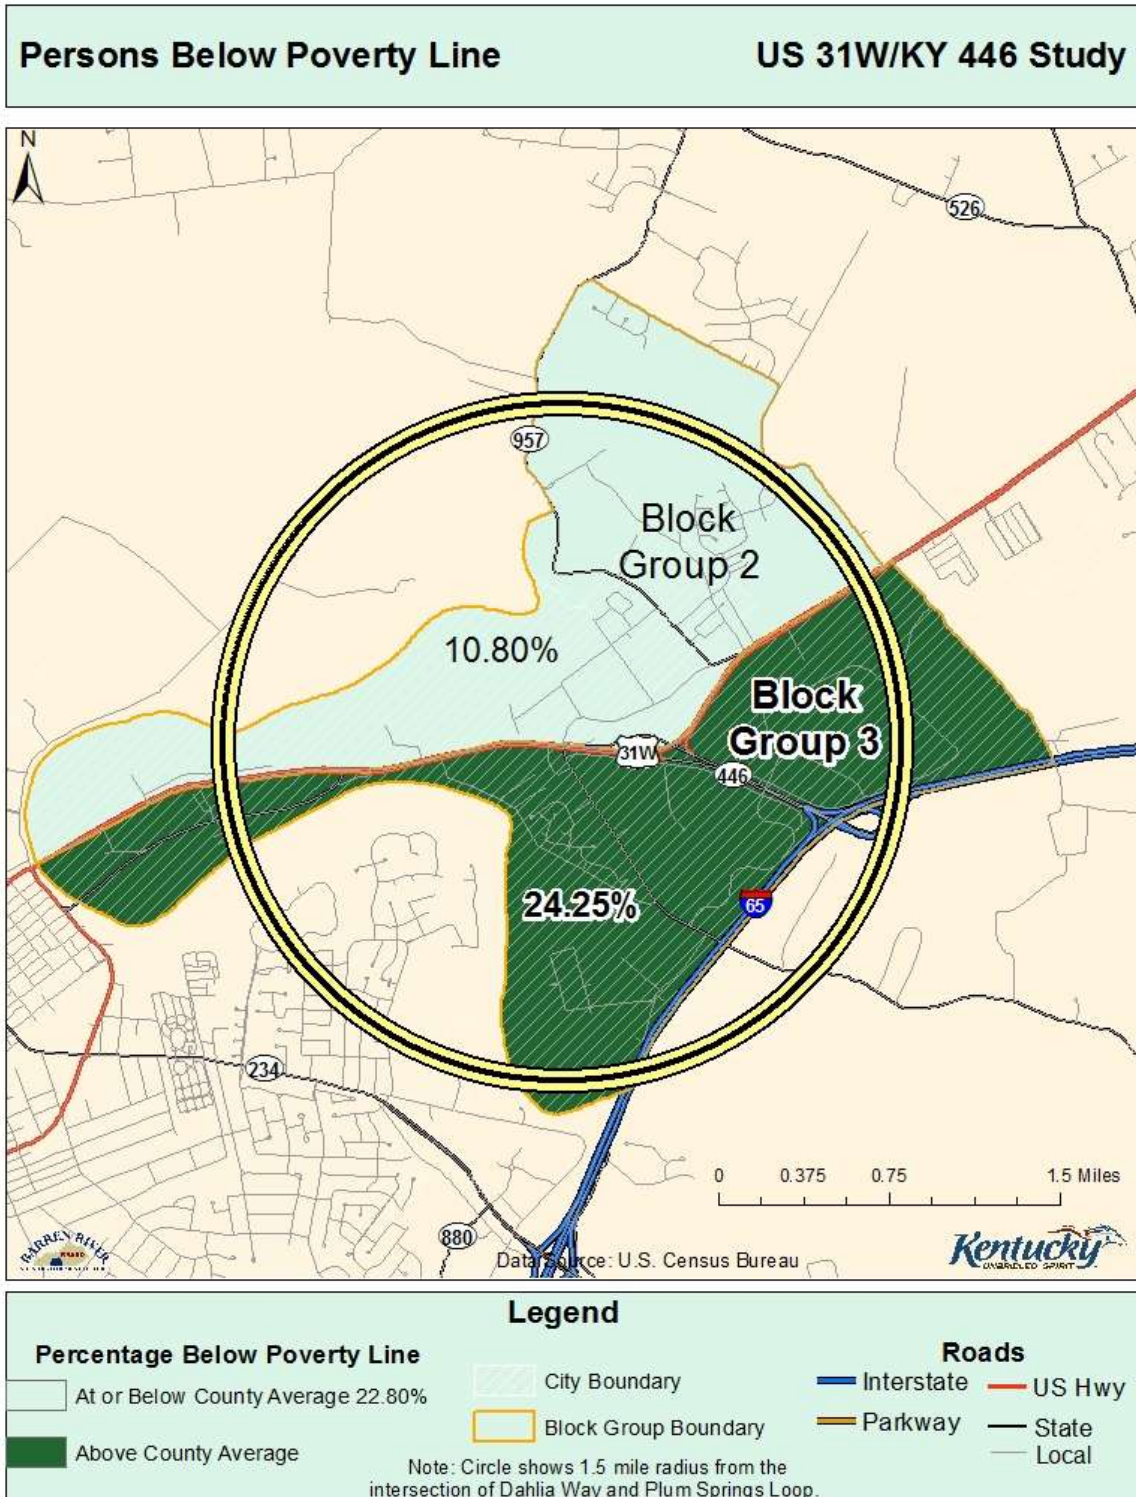 Persons Below Poverty Line US 31W/KY 446 Study
N
526
957
Block
Group 2
10.80%
Block
Group 3
31W
446
24.25%
65
234
0 0.375 0.75 1.5 Miles
880
BARREN RIVER
Data Source: U.S. Census Bureau
Kentucky
UNBRIDLED SPIRIT
Legend
Percentage Below Poverty Line
At or Below County Average 22.80%
Above County Average
City Boundary
Block Group Boundary
Roads
Interstate US Hwy
Parkway State
Local
Note: Circle shows 1.5 mile radius from the
intersection of Dahlia Way and Plum Springs Loop.